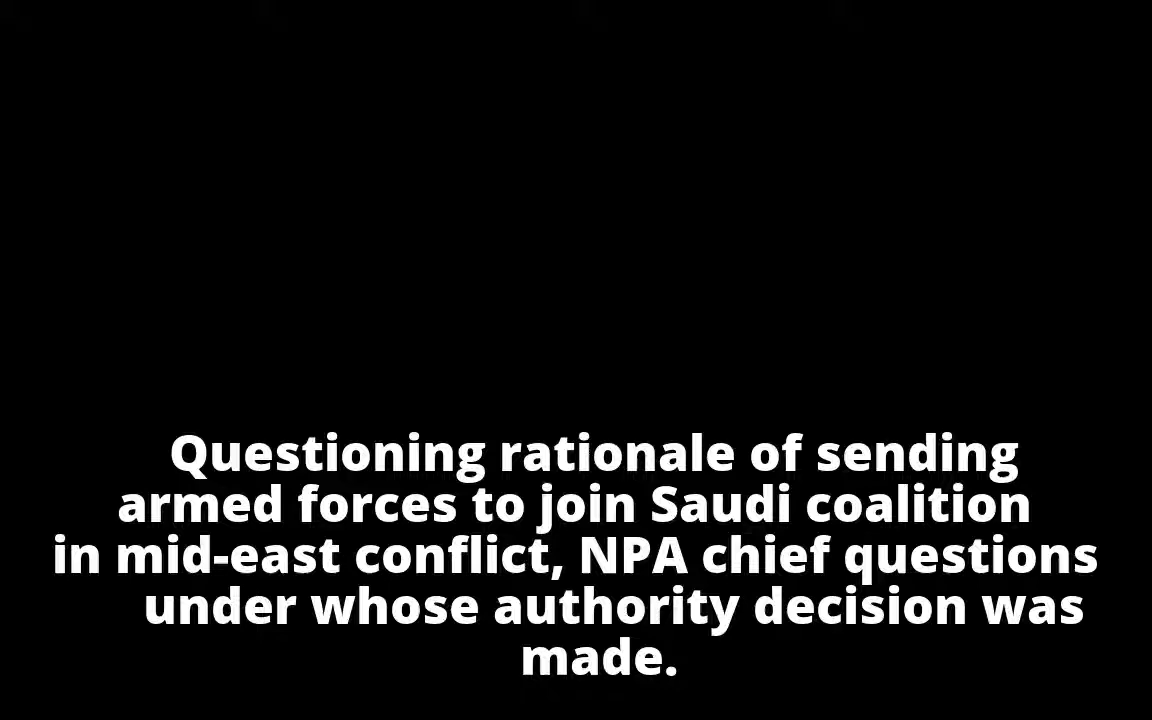 Questioning rationale of sending
armed forces to join Saudi coalition
in mid-east conflict, NPA chief questions
under whose authority decision was
made.